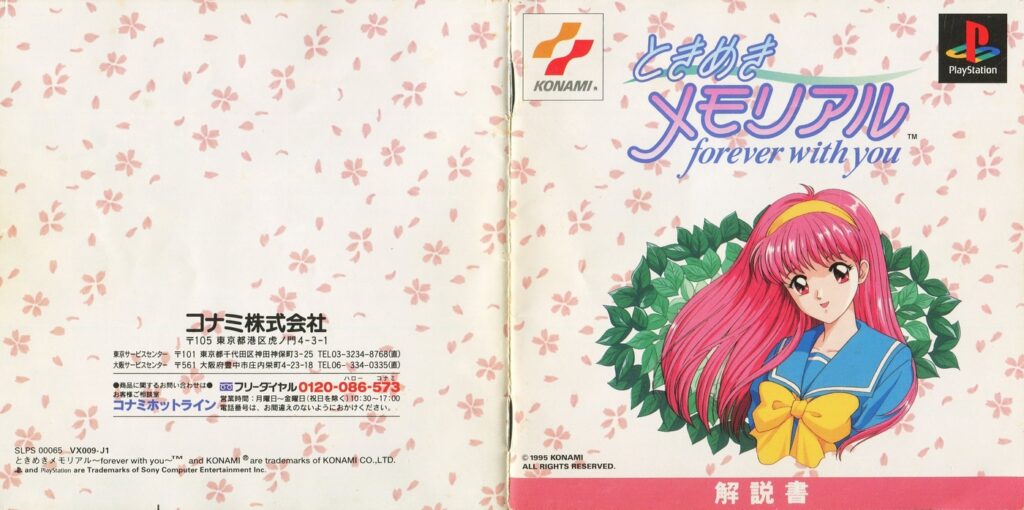 コナミ株式会社
〒105 東京都港区虎ノ門4-3-1
東京サービスセンター 〒101 東京都千代田区神田神保町3-25 TEL03-3234-8768(直)
大阪サービスセンター 〒561 大阪府豊中市庄内栄町4-23-18 TEL06-334-0335(直)
●商品に関するお問い合わせは●
お客様ご相談室
コナミホットライン
ハロー コナミ
フリーダイヤル 0120-086-573
営業時間:月曜日〜金曜日(祝日を除く)10:30〜17:00
電話番号は、お間違えのないようにおかけください。
SLPS 00065 VX009-J1
ときめきメモリアル〜forever with you〜™ and KONAMI® are trademarks of KONAMI CO.,LTD.
and PlayStation are Trademarks of Sony Computer Entertainment Inc.
KONAMI®
PlayStation
ときめき
メモリアル™
forever with you
©1995 KONAMI
ALL RIGHTS RESERVED.
解説書